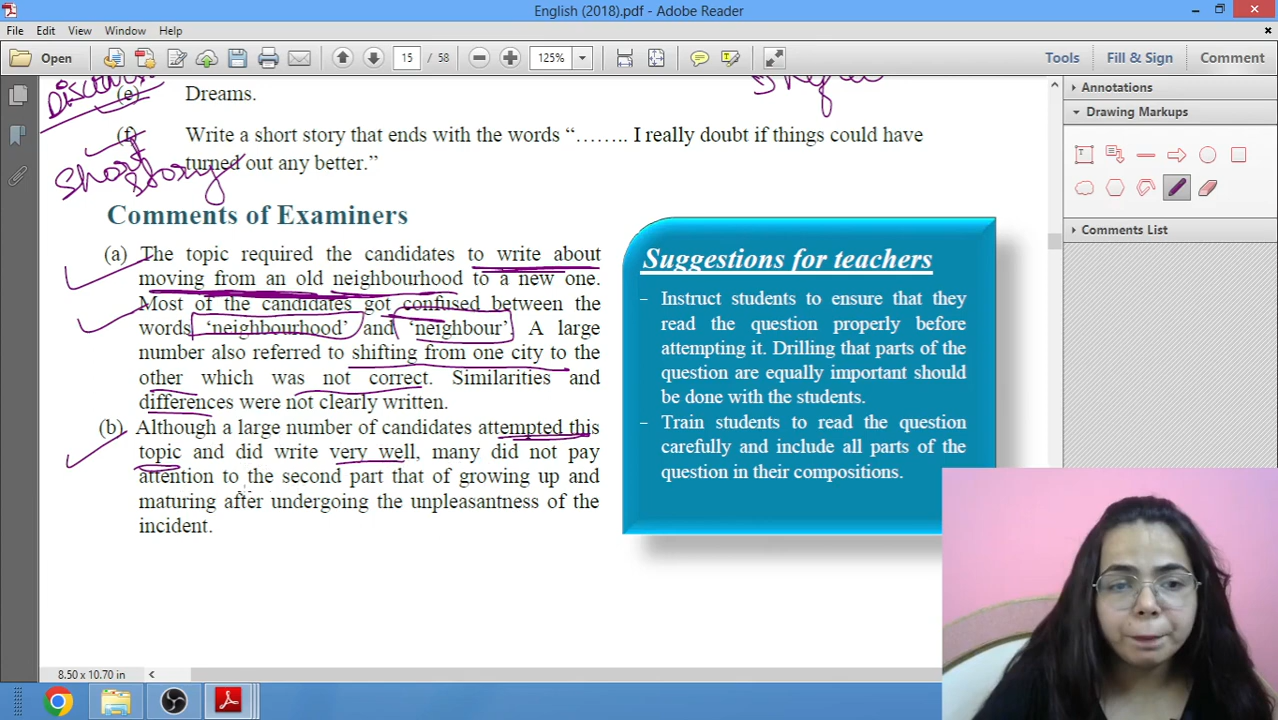 English (2018).pdf - Adobe Reader
File Edit View Window Help
Open 15 / 58 125% Tools Fill & Sign Comment
Discursive
(e) Dreams.
(f) Write a short story that ends with the words “…….. I really doubt if things could have
turned out any better.”
Short
story
Comments of Examiners
(a) The topic required the candidates to write about
moving from an old neighbourhood to a new one.
Most of the candidates got confused between the
words ‘neighbourhood’ and ‘neighbour’. A large
number also referred to shifting from one city to the
other which was not correct. Similarities and
differences were not clearly written.
(b) Although a large number of candidates attempted this
topic and did write very well, many did not pay
attention to the second part that of growing up and
maturing after undergoing the unpleasantness of the
incident.
Suggestions for teachers
– Instruct students to ensure that they
read the question properly before
attempting it. Drilling that parts of the
question are equally important should
be done with the students.
– Train students to read the question
carefully and include all parts of the
question in their compositions.
Annotations
Drawing Markups
Comments List
8.50 x 10.70 in